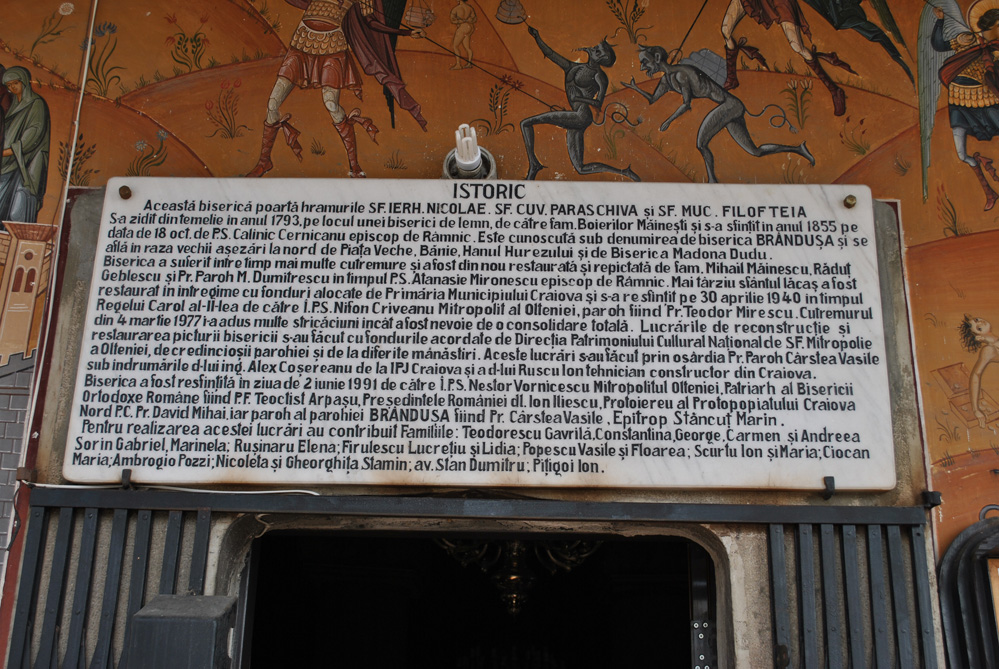 ISTORIC
Această biserică poartă hramurile SF. IERH. NICOLAE. SF. CUV. PARASCHIVA și SF. MUC. FILOFTEIA
S-a zidit din temelie în anul 1793, pe locul unei biserici de lemn, de către fam. Boierilor Măinești și s-a sfințit în anul 1855 pe
data de 18 oct. de P.S. Calinic Cernicanu episcop de Râmnic. Este cunoscută sub denumirea de biserica BRÂNDUȘA și se
află în raza vechii așezări la nord de Piața Veche, Bănie, Hanul Hurezului și de Biserica Madona Dudu.
Biserica a suferit între timp mai multe cutremure și a fost din nou restaurată și repictată de fam. Mihail Măinescu, Răduț
Geblescu și Pr. Paroh M. Dumitrescu în timpul P.S. Atanasie Mironescu episcop de Râmnic. Mai târziu sfântul lăcaș a fost
restaurat în întregime cu fonduri alocate de Primăria Municipiului Craiova și s-a resfințit pe 30 aprilie 1940 în timpul
Regelui Carol al-II-lea de către Î.P.S. Nifon Criveanu Mitropolit al Olteniei, paroh fiind Pr. Teodor Mirescu. Cutremurul
din 4 martie 1977 i-a adus multe stricăciuni încât a fost nevoie de o consolidare totală. Lucrările de reconstrucție și
restaurarea picturii bisericii s-au făcut cu fondurile acordate de Direcția Patrimoniului Cultural Național de SF. Mitropolie
a Olteniei, de credincioșii parohiei și de la diferite mănăstiri. Aceste lucrări s-au făcut prin osârdia Pr. Paroh Cârstea Vasile
sub îndrumările d-lui ing. Alex Coșereanu de la IPJ Craiova și a d-lui Ruscu Ion tehnician constructor din Craiova.
Biserica a fost resfințită în ziua de 2 iunie 1991 de către Î.P.S. Nestor Vornicescu Mitropolitul Olteniei, Patriarh al Bisericii
Ortodoxe Române fiind P.F. Teoctist Arpașu, Președintele României dl. Ion Iliescu, Protoiereu al Protopopiatului Craiova
Nord P.C. Pr. David Mihai, iar paroh al parohiei BRÂNDUȘA fiind Pr. Cârstea Vasile, Epitrop Stâncuț Marin.
Pentru realizarea acestei lucrări au contribuit Familiile: Teodorescu Gavrilă, Constantina, George, Carmen și Andreea
Sorin Gabriel, Marinela; Rușinaru Elena; Firulescu Lucrețiu și Lidia; Popescu Vasile și Floarea; Scurtu Ion și Maria; Ciocan
Maria; Ambrogio Pozzi; Nicoleta și Gheorghița Stamin; av. Stan Dumitru; Pițigoi Ion.